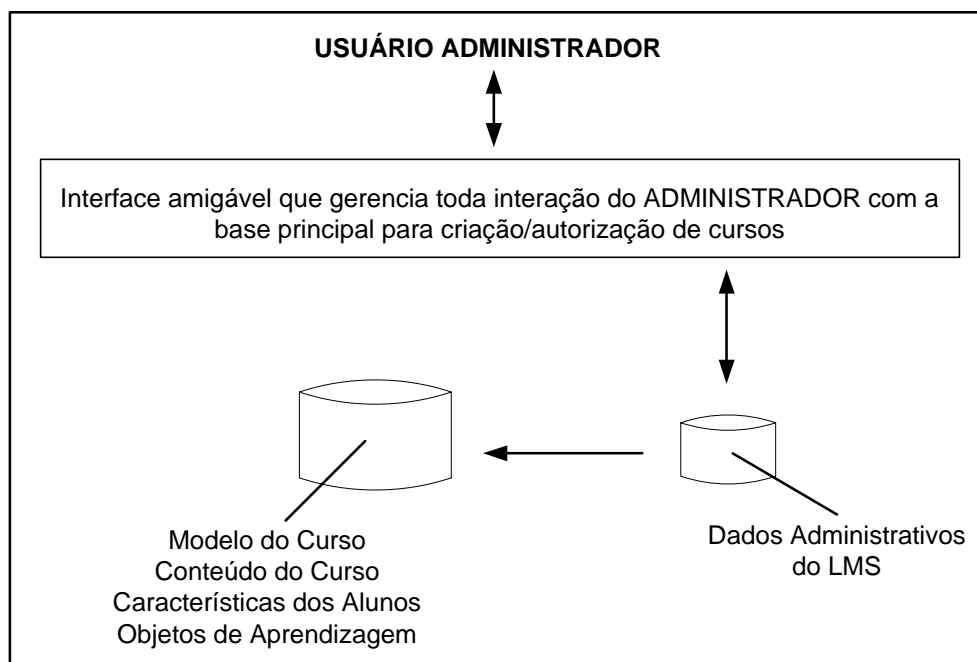 USUÁRIO ADMINISTRADOR
Interface amigável que gerencia toda interação do ADMINISTRADOR com a
base principal para criação/autorização de cursos
Modelo do Curso
Conteúdo do Curso
Características dos Alunos
Objetos de Aprendizagem
Dados Administrativos
do LMS